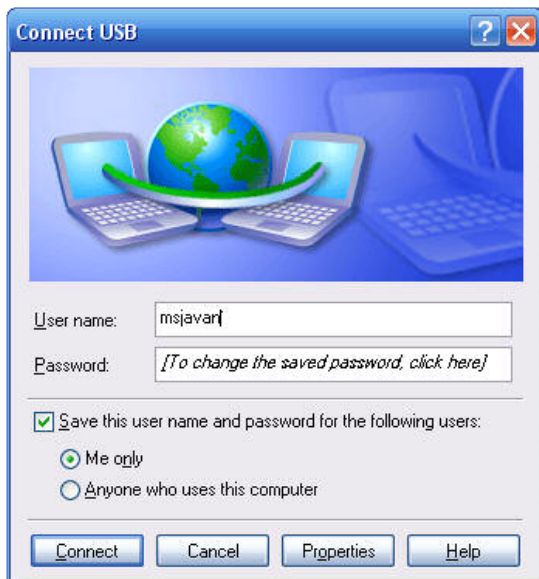 Connect USB
User name: msjavan
Password: [To change the saved password, click here]
Save this user name and password for the following users:
Me only
Anyone who uses this computer
Connect Cancel Properties Help